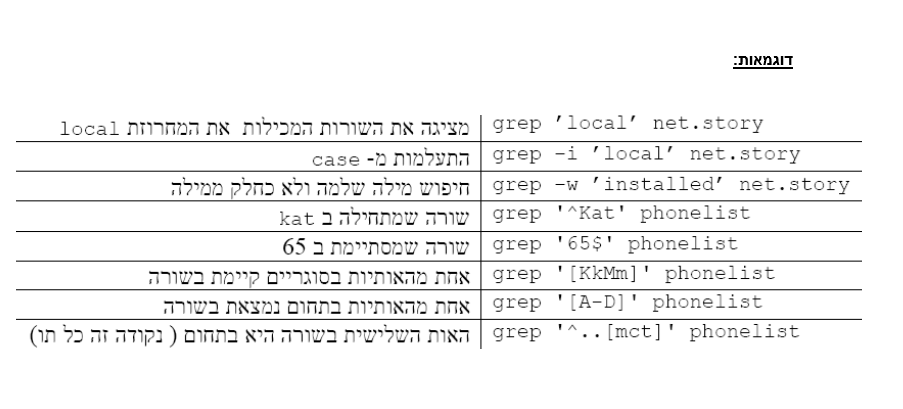 דוגמאות:
grep ’local’ net.story מציגה את השורות המכילות את המחרוזת local
grep -i ’local’ net.story התעלמות מ- case
grep -w ’installed’ net.story חיפוש מילה שלמה ולא כחלק ממילה
grep '^Kat' phonelist שורה שמתחילה ב kat
grep '65$' phonelist שורה שמסתיימת ב 65
grep '[KkMm]' phonelist אחת מהאותיות בסוגריים קיימת בשורה
grep '[A-D]' phonelist אחת מהאותיות בתחום נמצאת בשורה
grep '^..[mct]' phonelist האות השלישית בשורה היא בתחום ( נקודה זה כל תו)